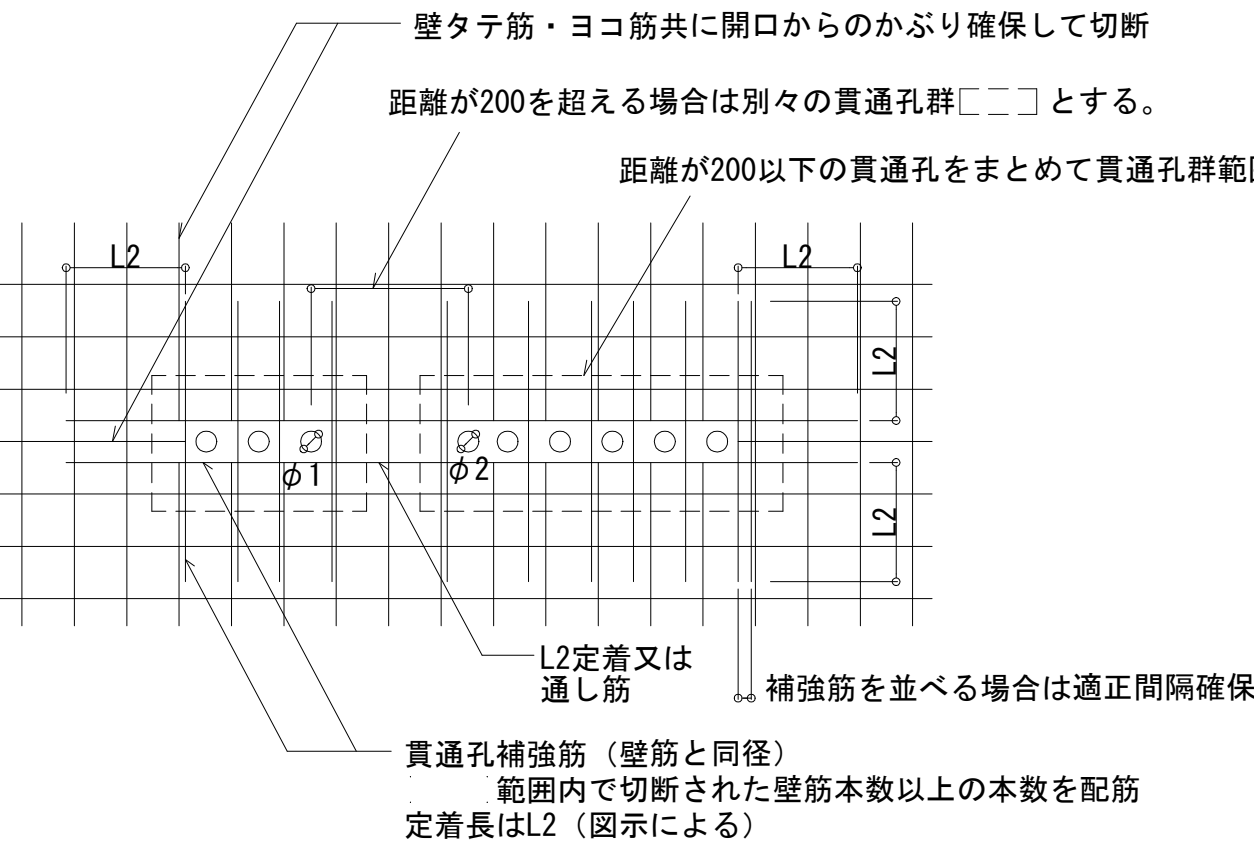 壁タテ筋・ヨコ筋共に開口からのかぶり確保して切断
距離が200を超える場合は別々の貫通孔群 とする。
距離が200以下の貫通孔をまとめて貫通孔群範囲
L2
L2
L2
φ1
φ2
L2
L2定着又は
通し筋
補強筋を並べる場合は適正間隔確保
貫通孔補強筋（壁筋と同径）
範囲内で切断された壁筋本数以上の本数を配筋
定着長はL2（図示による）